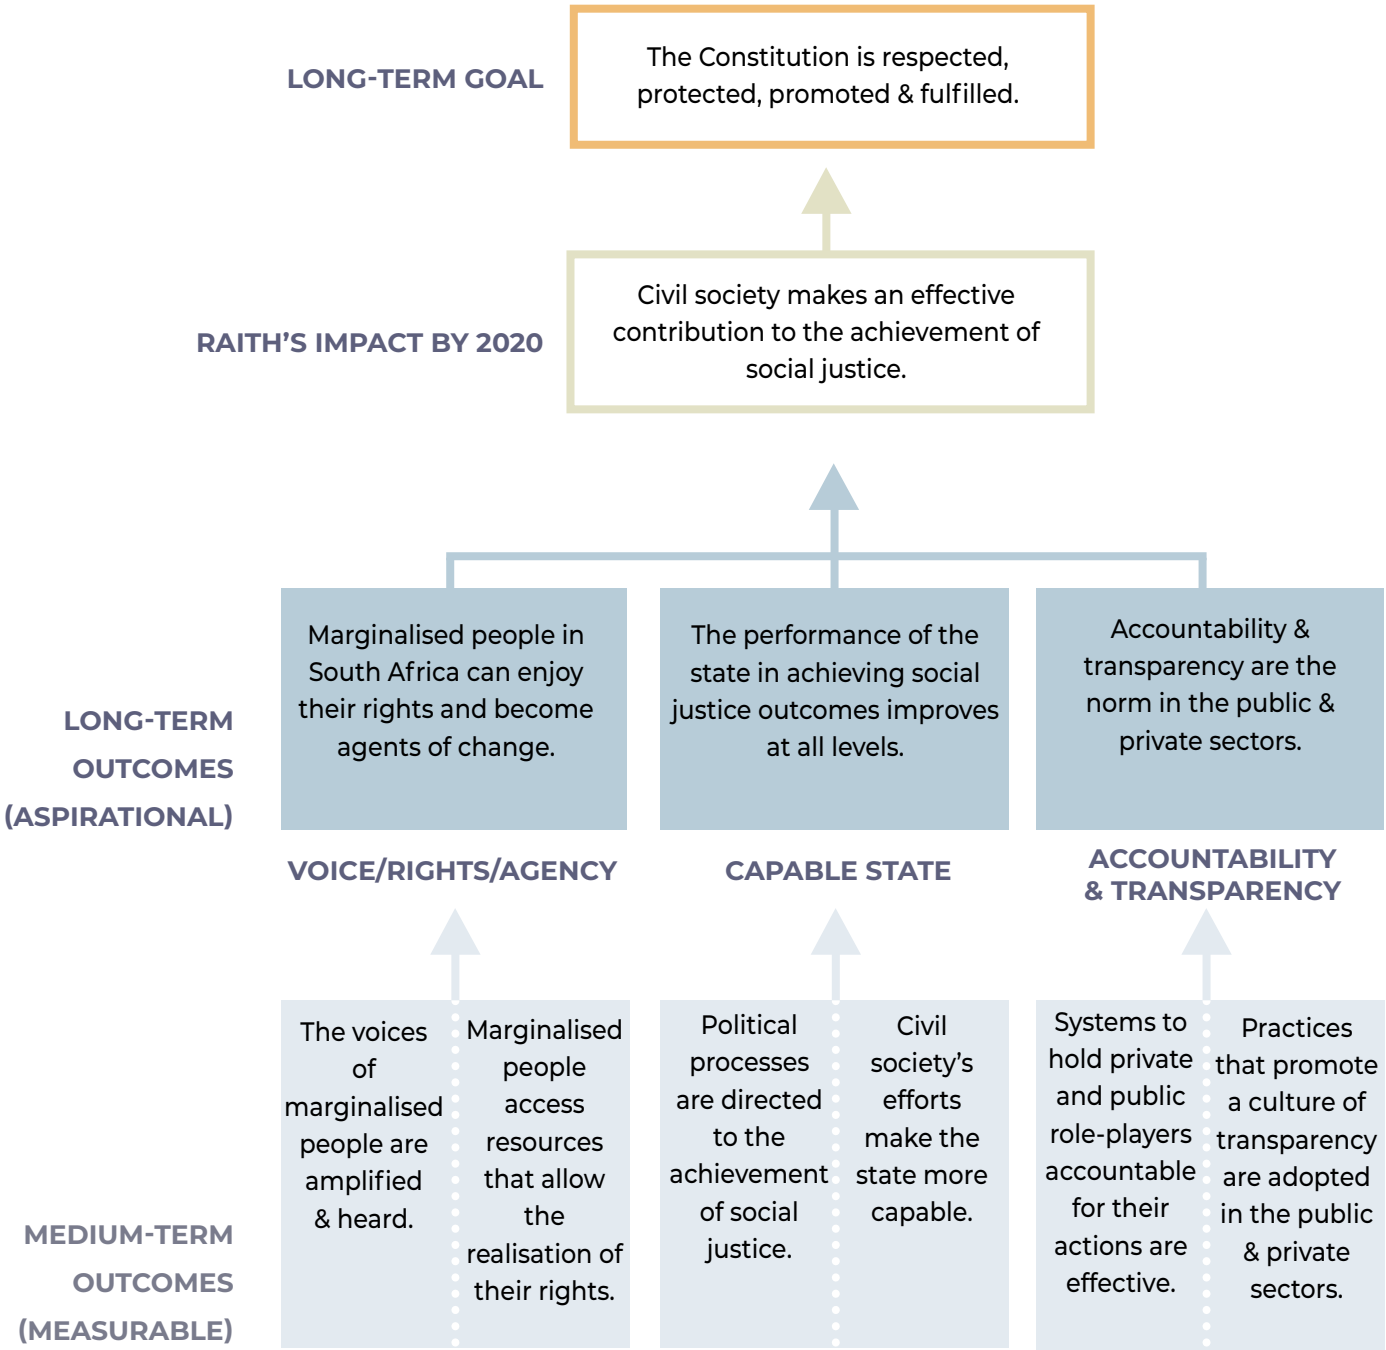 LONG-TERM GOAL
The Constitution is respected,
protected, promoted & fulfilled.
RAITH’S IMPACT BY 2020
Civil society makes an effective
contribution to the achievement of
social justice.
LONG-TERM
OUTCOMES
(ASPIRATIONAL)
Marginalised people in
South Africa can enjoy
their rights and become
agents of change.
The performance of the
state in achieving social
justice outcomes improves
at all levels.
Accountability &
transparency are the
norm in the public &
private sectors.
VOICE/RIGHTS/AGENCY
CAPABLE STATE
ACCOUNTABILITY
& TRANSPARENCY
MEDIUM-TERM
OUTCOMES
(MEASURABLE)
The voices
of
marginalised
people are
amplified
& heard.
Marginalised
people
access
resources
that allow
the
realisation of
their rights.
Political
processes
are directed
to the
achievement
of social
justice.
Civil
society’s
efforts
make the
state more
capable.
Systems to
hold private
and public
role-players
accountable
for their
actions are
effective.
Practices
that promote
a culture of
transparency
are adopted
in the public
& private
sectors.